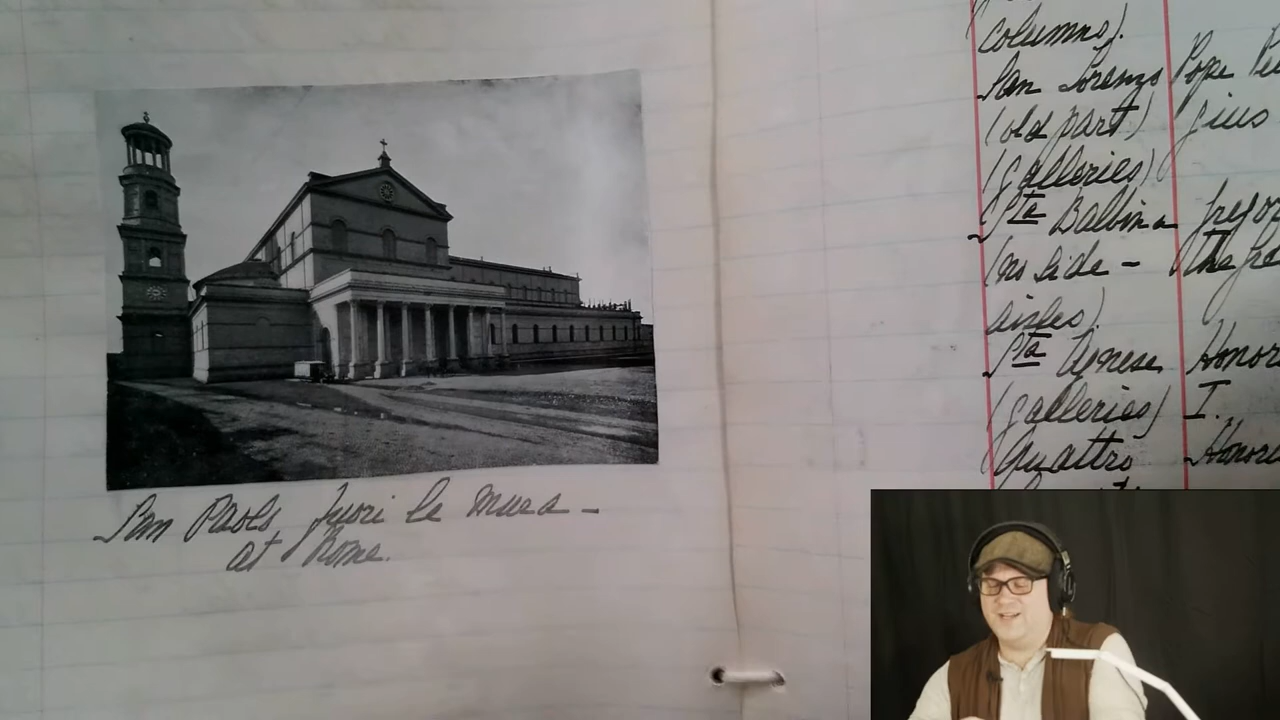 San Paolo fuori le mura -
at Rome.
columns).
San Lorenzo Pope
(old part)
(galleries)
Sta Balbina
(no side - the
aisles)
Sta Agnese Honor
(galleries) I.
Quattro Honor